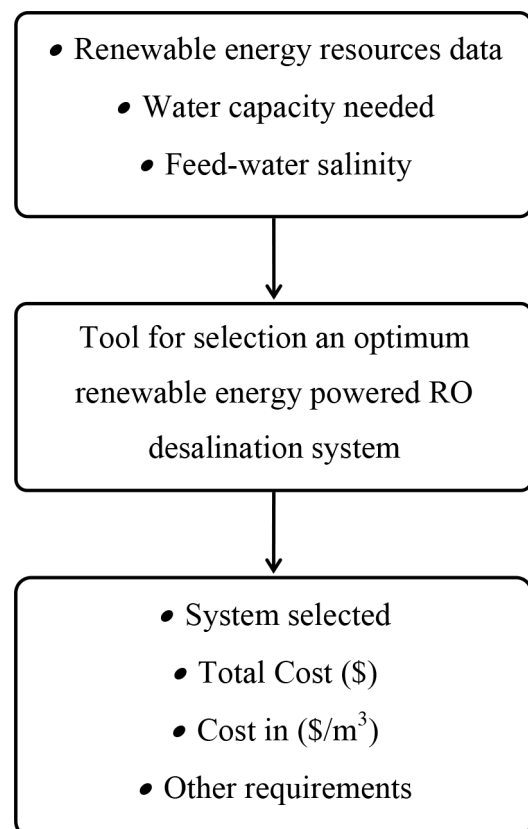 • Renewable energy resources data
• Water capacity needed
• Feed-water salinity
Tool for selection an optimum
renewable energy powered RO
desalination system
• System selected
• Total Cost ($)
• Cost in ($/m³)
• Other requirements